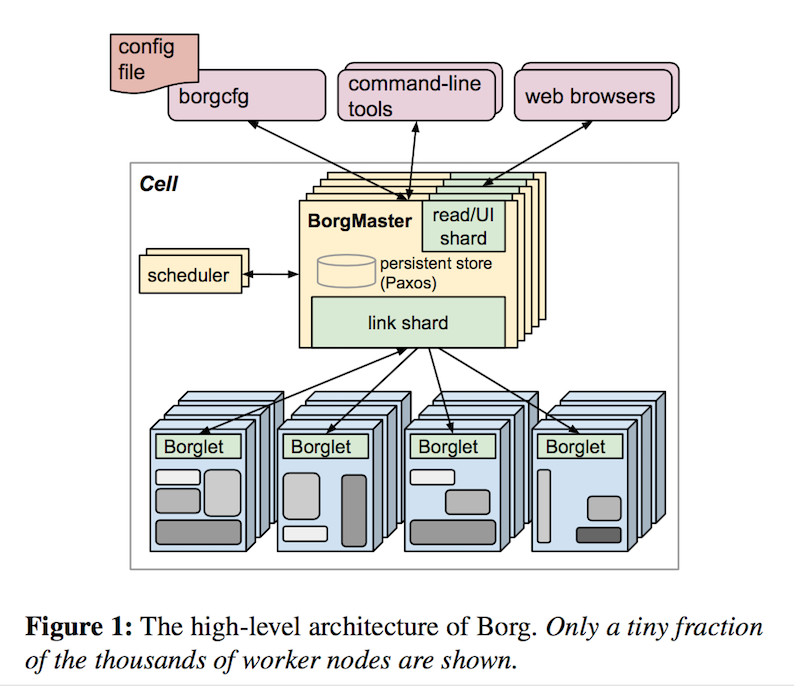 config
file
borgcfg
command-line
tools
web browsers
Cell
BorgMaster
read/UI
shard
persistent store
(Paxos)
scheduler
link shard
Borglet
Borglet
Borglet
Borglet
Figure 1: The high-level architecture of Borg. Only a tiny fraction
of the thousands of worker nodes are shown.